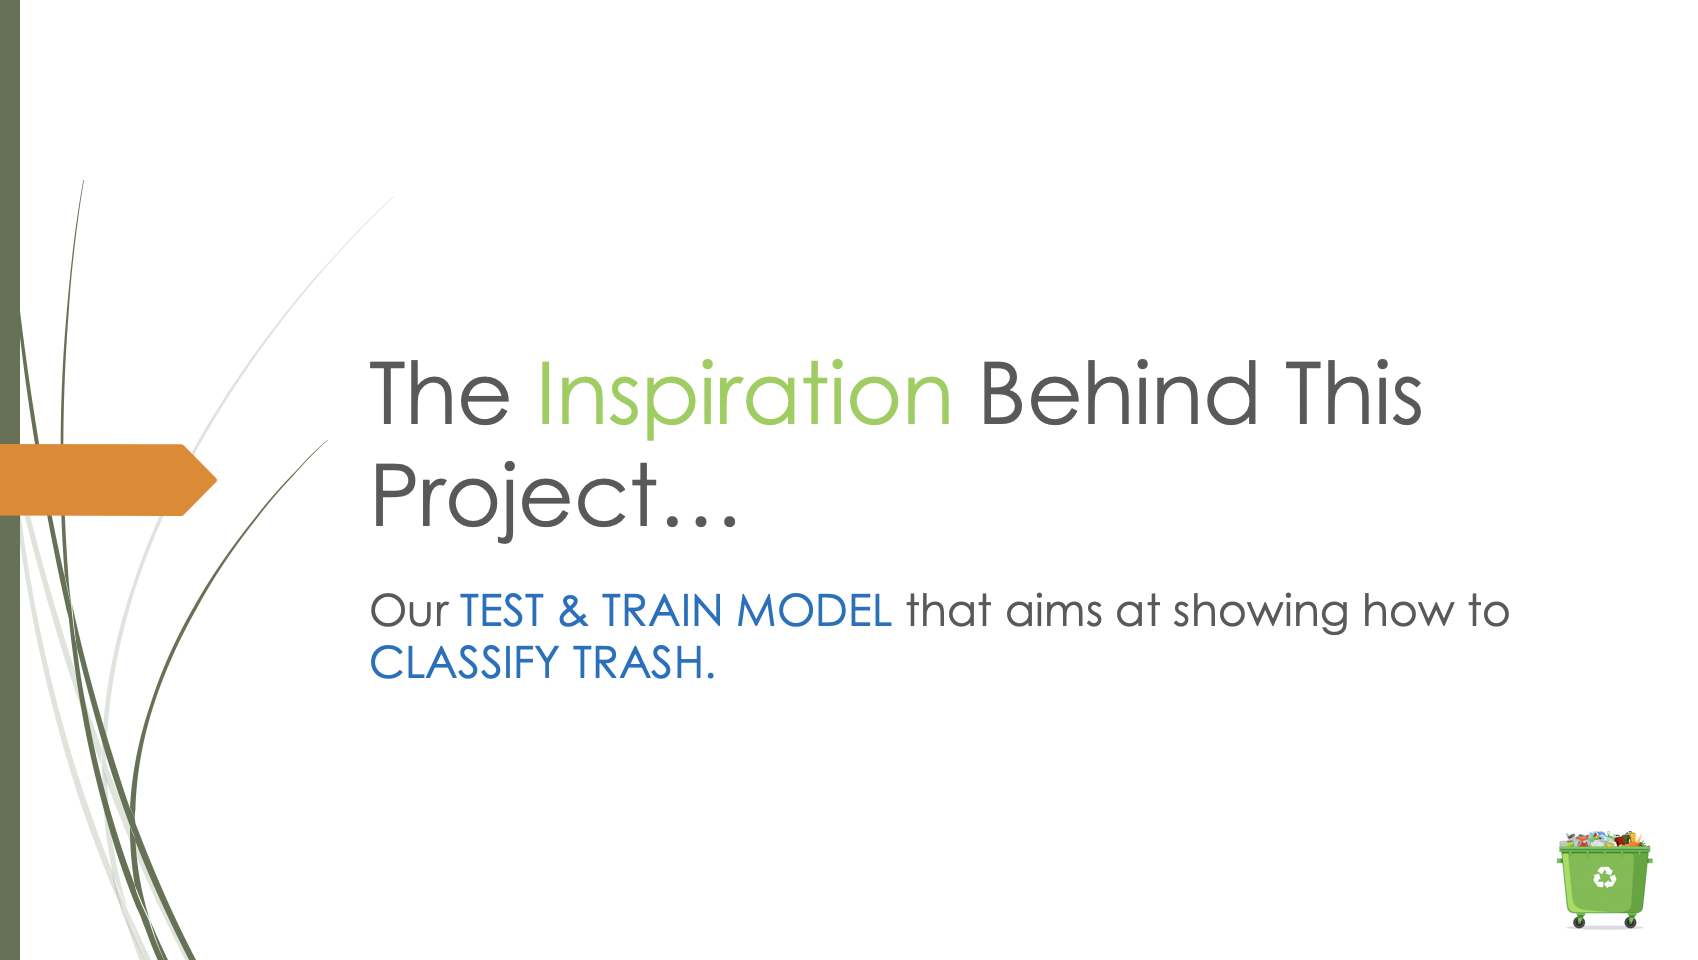 The Inspiration Behind This
Project...
Our TEST & TRAIN MODEL that aims at showing how to
CLASSIFY TRASH.